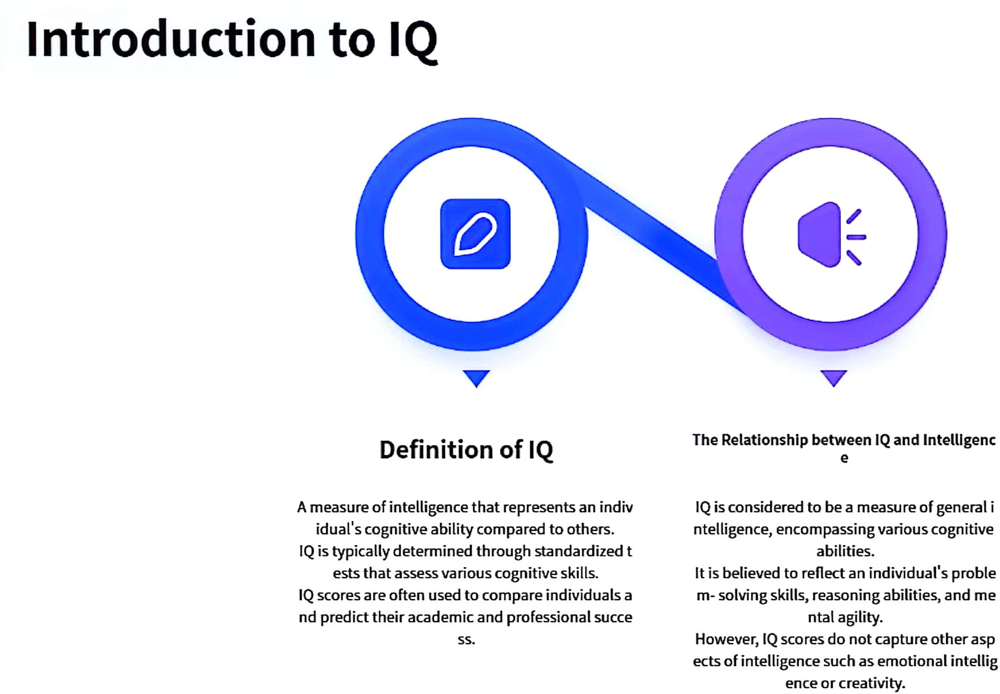 Introduction to IQ
Definition of IQ
A measure of intelligence that represents an indiv
idual's cognitive ability compared to others.
IQ is typically determined through standardized t
ests that assess various cognitive skills.
IQ scores are often used to compare individuals a
nd predict their academic and professional succe
ss.
The Relationship between IQ and Intelligenc
e
IQ is considered to be a measure of general i
ntelligence, encompassing various cognitive
abilities.
It is believed to reflect an individual's proble
m- solving skills, reasoning abilities, and me
ntal agility.
However, IQ scores do not capture other asp
ects of intelligence such as emotional intellig
ence or creativity.